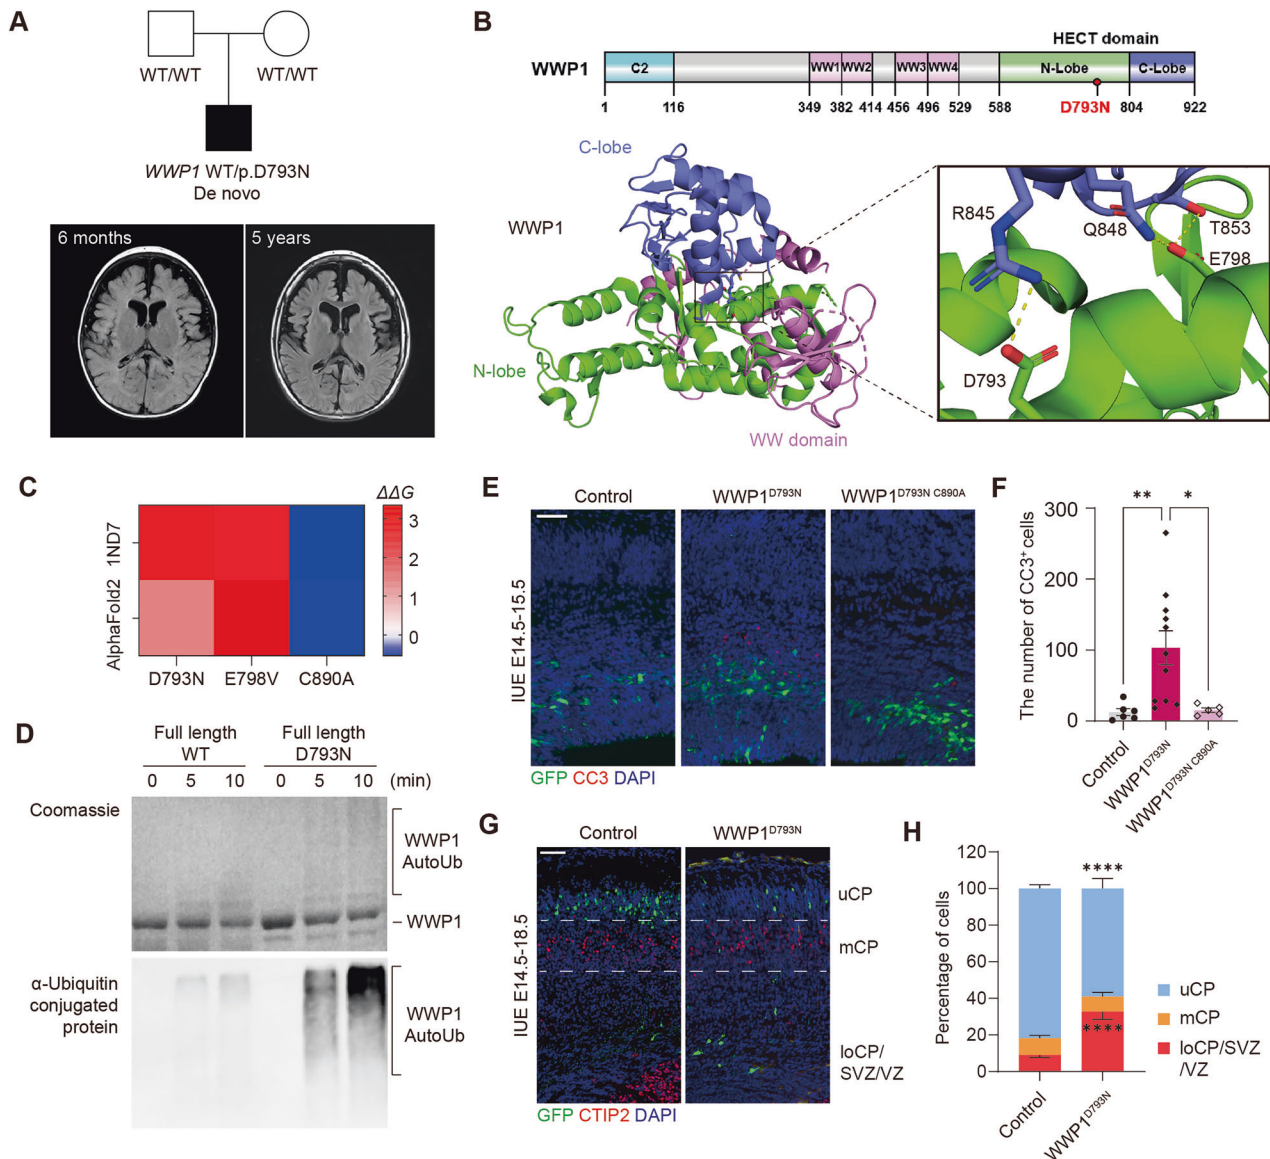 A
WT/WT
WT/WT
WWP1 WT/p.D793N
De novo
6 months
5 years
B
HECT domain
WWP1
C2
WW1
WW2
WW3
WW4
N-Lobe
C-Lobe
1
116
349
382
414
456
496
529
588
D793N
804
922
C-lobe
WWP1
N-lobe
WW domain
R845
Q848
T853
E798
D793
C
ΔΔG
1ND7
AlphaFold2
D793N
E798V
C890A
3
2
1
0
D
Full length
WT
Full length
D793N
0
5
10
0
5
10
(min)
Coomassie
WWP1
AutoUb
WWP1
α-Ubiquitin
conjugated
protein
WWP1
AutoUb
E
Control
WWP1D793N
WWP1D793N C890A
IUE E14.5-15.5
GFP CC3 DAPI
F
**
*
The number of CC3+ cells
300
200
100
0
Control
WWP1D793N
WWP1D793N C890A
G
Control
WWP1D793N
IUE E14.5-18.5
uCP
mCP
loCP/
SVZ/VZ
GFP CTIP2 DAPI
H
Percentage of cells
120
100
80
60
40
20
0
****
****
Control
WWP1D793N
uCP
mCP
loCP/SVZ
/VZ